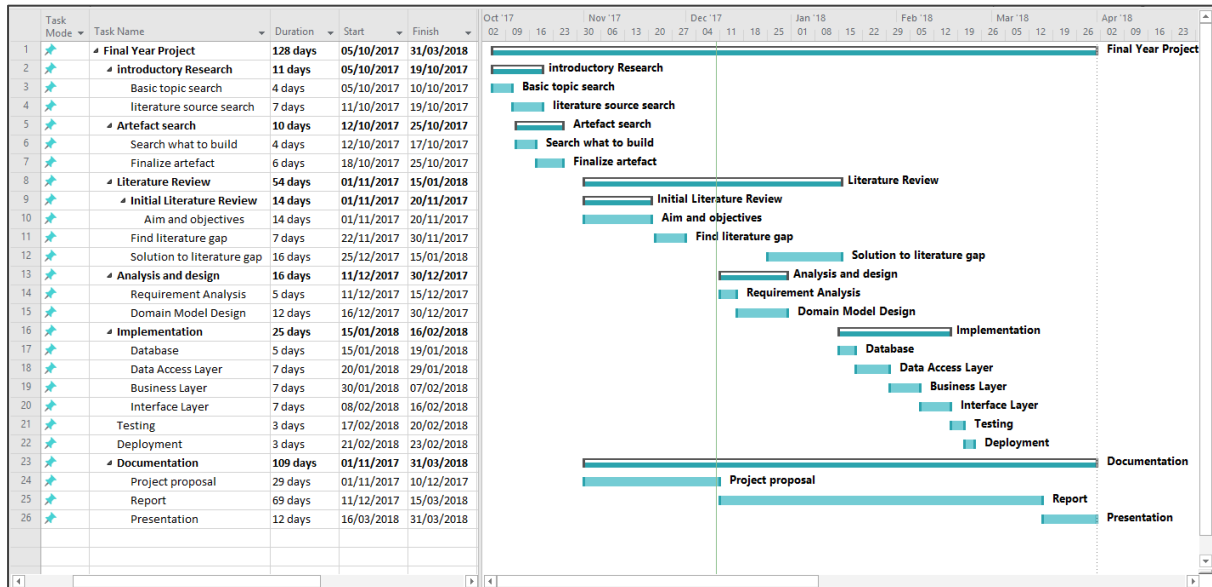 Task Mode Task Name Duration Start Finish
Oct '17 Nov '17 Dec '17 Jan '18 Feb '18 Mar '18 Apr '18
02 09 16 23 30 06 13 20 27 04 11 18 25 01 08 15 22 29 05 12 19 26 05 12 19 26 02 09 16 23
1 Final Year Project 128 days 05/10/2017 31/03/2018 Final Year Project
2 introductory Research 11 days 05/10/2017 19/10/2017 introductory Research
3 Basic topic search 4 days 05/10/2017 10/10/2017 Basic topic search
4 literature source search 7 days 11/10/2017 19/10/2017 literature source search
5 Artefact search 10 days 12/10/2017 25/10/2017 Artefact search
6 Search what to build 4 days 12/10/2017 17/10/2017 Search what to build
7 Finalize artefact 6 days 18/10/2017 25/10/2017 Finalize artefact
8 Literature Review 54 days 01/11/2017 15/01/2018 Literature Review
9 Initial Literature Review 14 days 01/11/2017 20/11/2017 Initial Literature Review
10 Aim and objectives 14 days 01/11/2017 20/11/2017 Aim and objectives
11 Find literature gap 7 days 22/11/2017 30/11/2017 Find literature gap
12 Solution to literature gap 16 days 25/12/2017 15/01/2018 Solution to literature gap
13 Analysis and design 16 days 11/12/2017 30/12/2017 Analysis and design
14 Requirement Analysis 5 days 11/12/2017 15/12/2017 Requirement Analysis
15 Domain Model Design 12 days 16/12/2017 30/12/2017 Domain Model Design
16 Implementation 25 days 15/01/2018 16/02/2018 Implementation
17 Database 5 days 15/01/2018 19/01/2018 Database
18 Data Access Layer 7 days 20/01/2018 29/01/2018 Data Access Layer
19 Business Layer 7 days 30/01/2018 07/02/2018 Business Layer
20 Interface Layer 7 days 08/02/2018 16/02/2018 Interface Layer
21 Testing 3 days 17/02/2018 20/02/2018 Testing
22 Deployment 3 days 21/02/2018 23/02/2018 Deployment
23 Documentation 109 days 01/11/2017 31/03/2018 Documentation
24 Project proposal 29 days 01/11/2017 10/12/2017 Project proposal
25 Report 69 days 11/12/2017 15/03/2018 Report
26 Presentation 12 days 16/03/2018 31/03/2018 Presentation